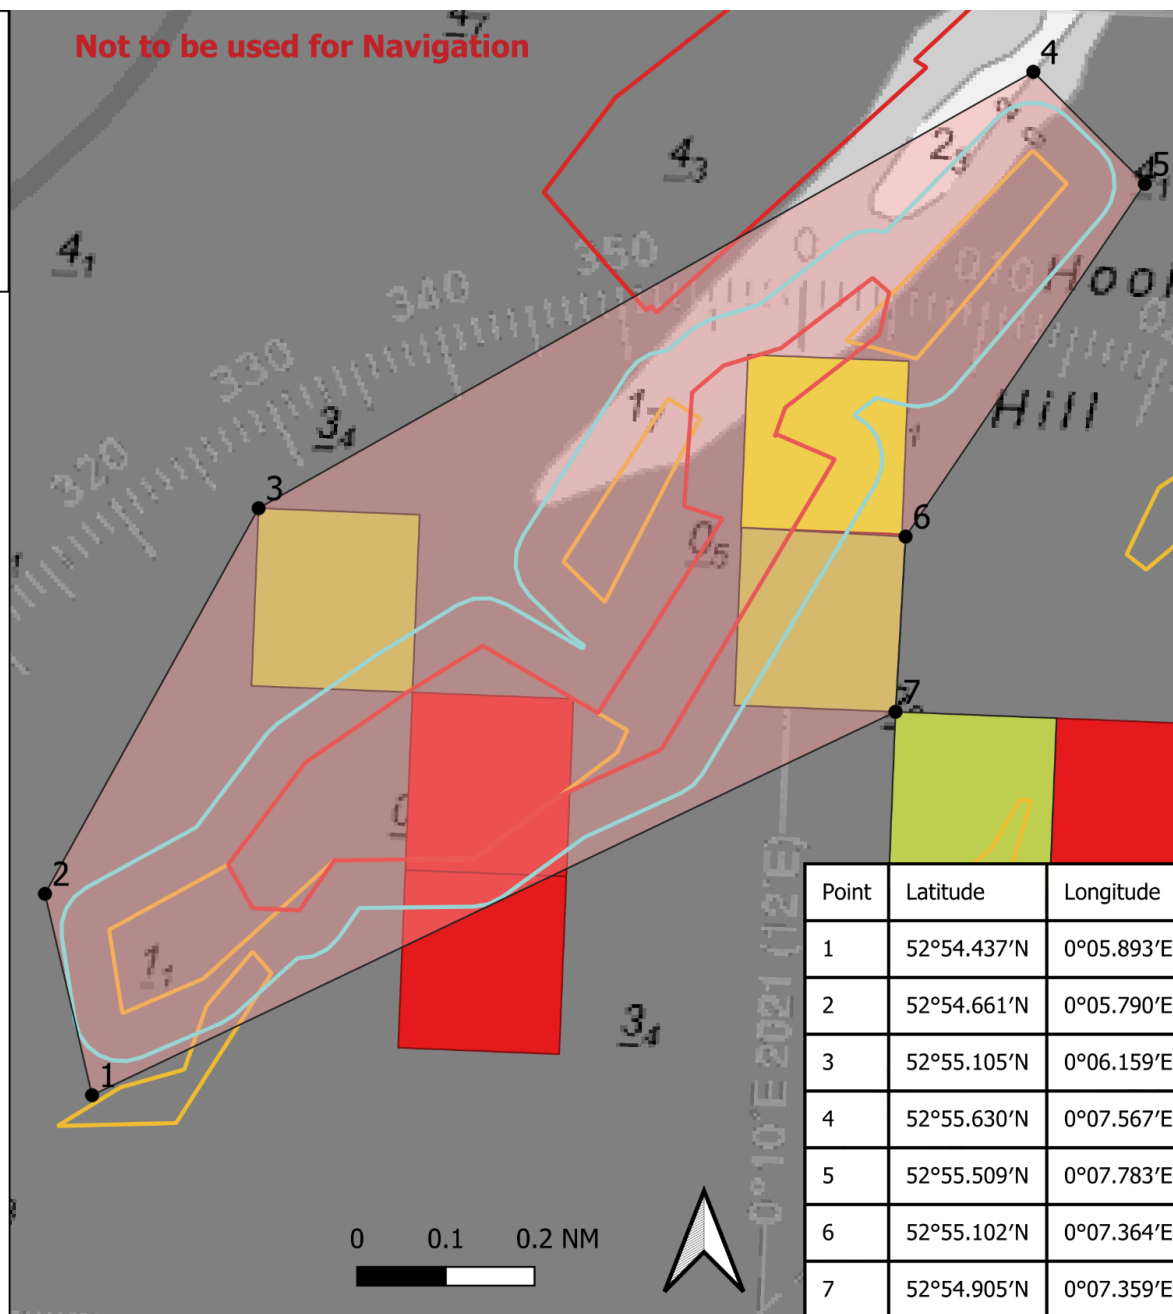 4₇
Not to be used for Navigation
4
2₅
4₃
5
4₁
0
350
010
Hool
340
330
1₇
3₄
Hill
320
3
6
0₅
7
2
1₁
3₄
0°10'E 2021 (12'E)
1
0 0.1 0.2 NM
Point Latitude Longitude
1 52°54.437′N 0°05.893′E
2 52°54.661′N 0°05.790′E
3 52°55.105′N 0°06.159′E
4 52°55.630′N 0°07.567′E
5 52°55.509′N 0°07.783′E
6 52°55.102′N 0°07.364′E
7 52°54.905′N 0°07.359′E